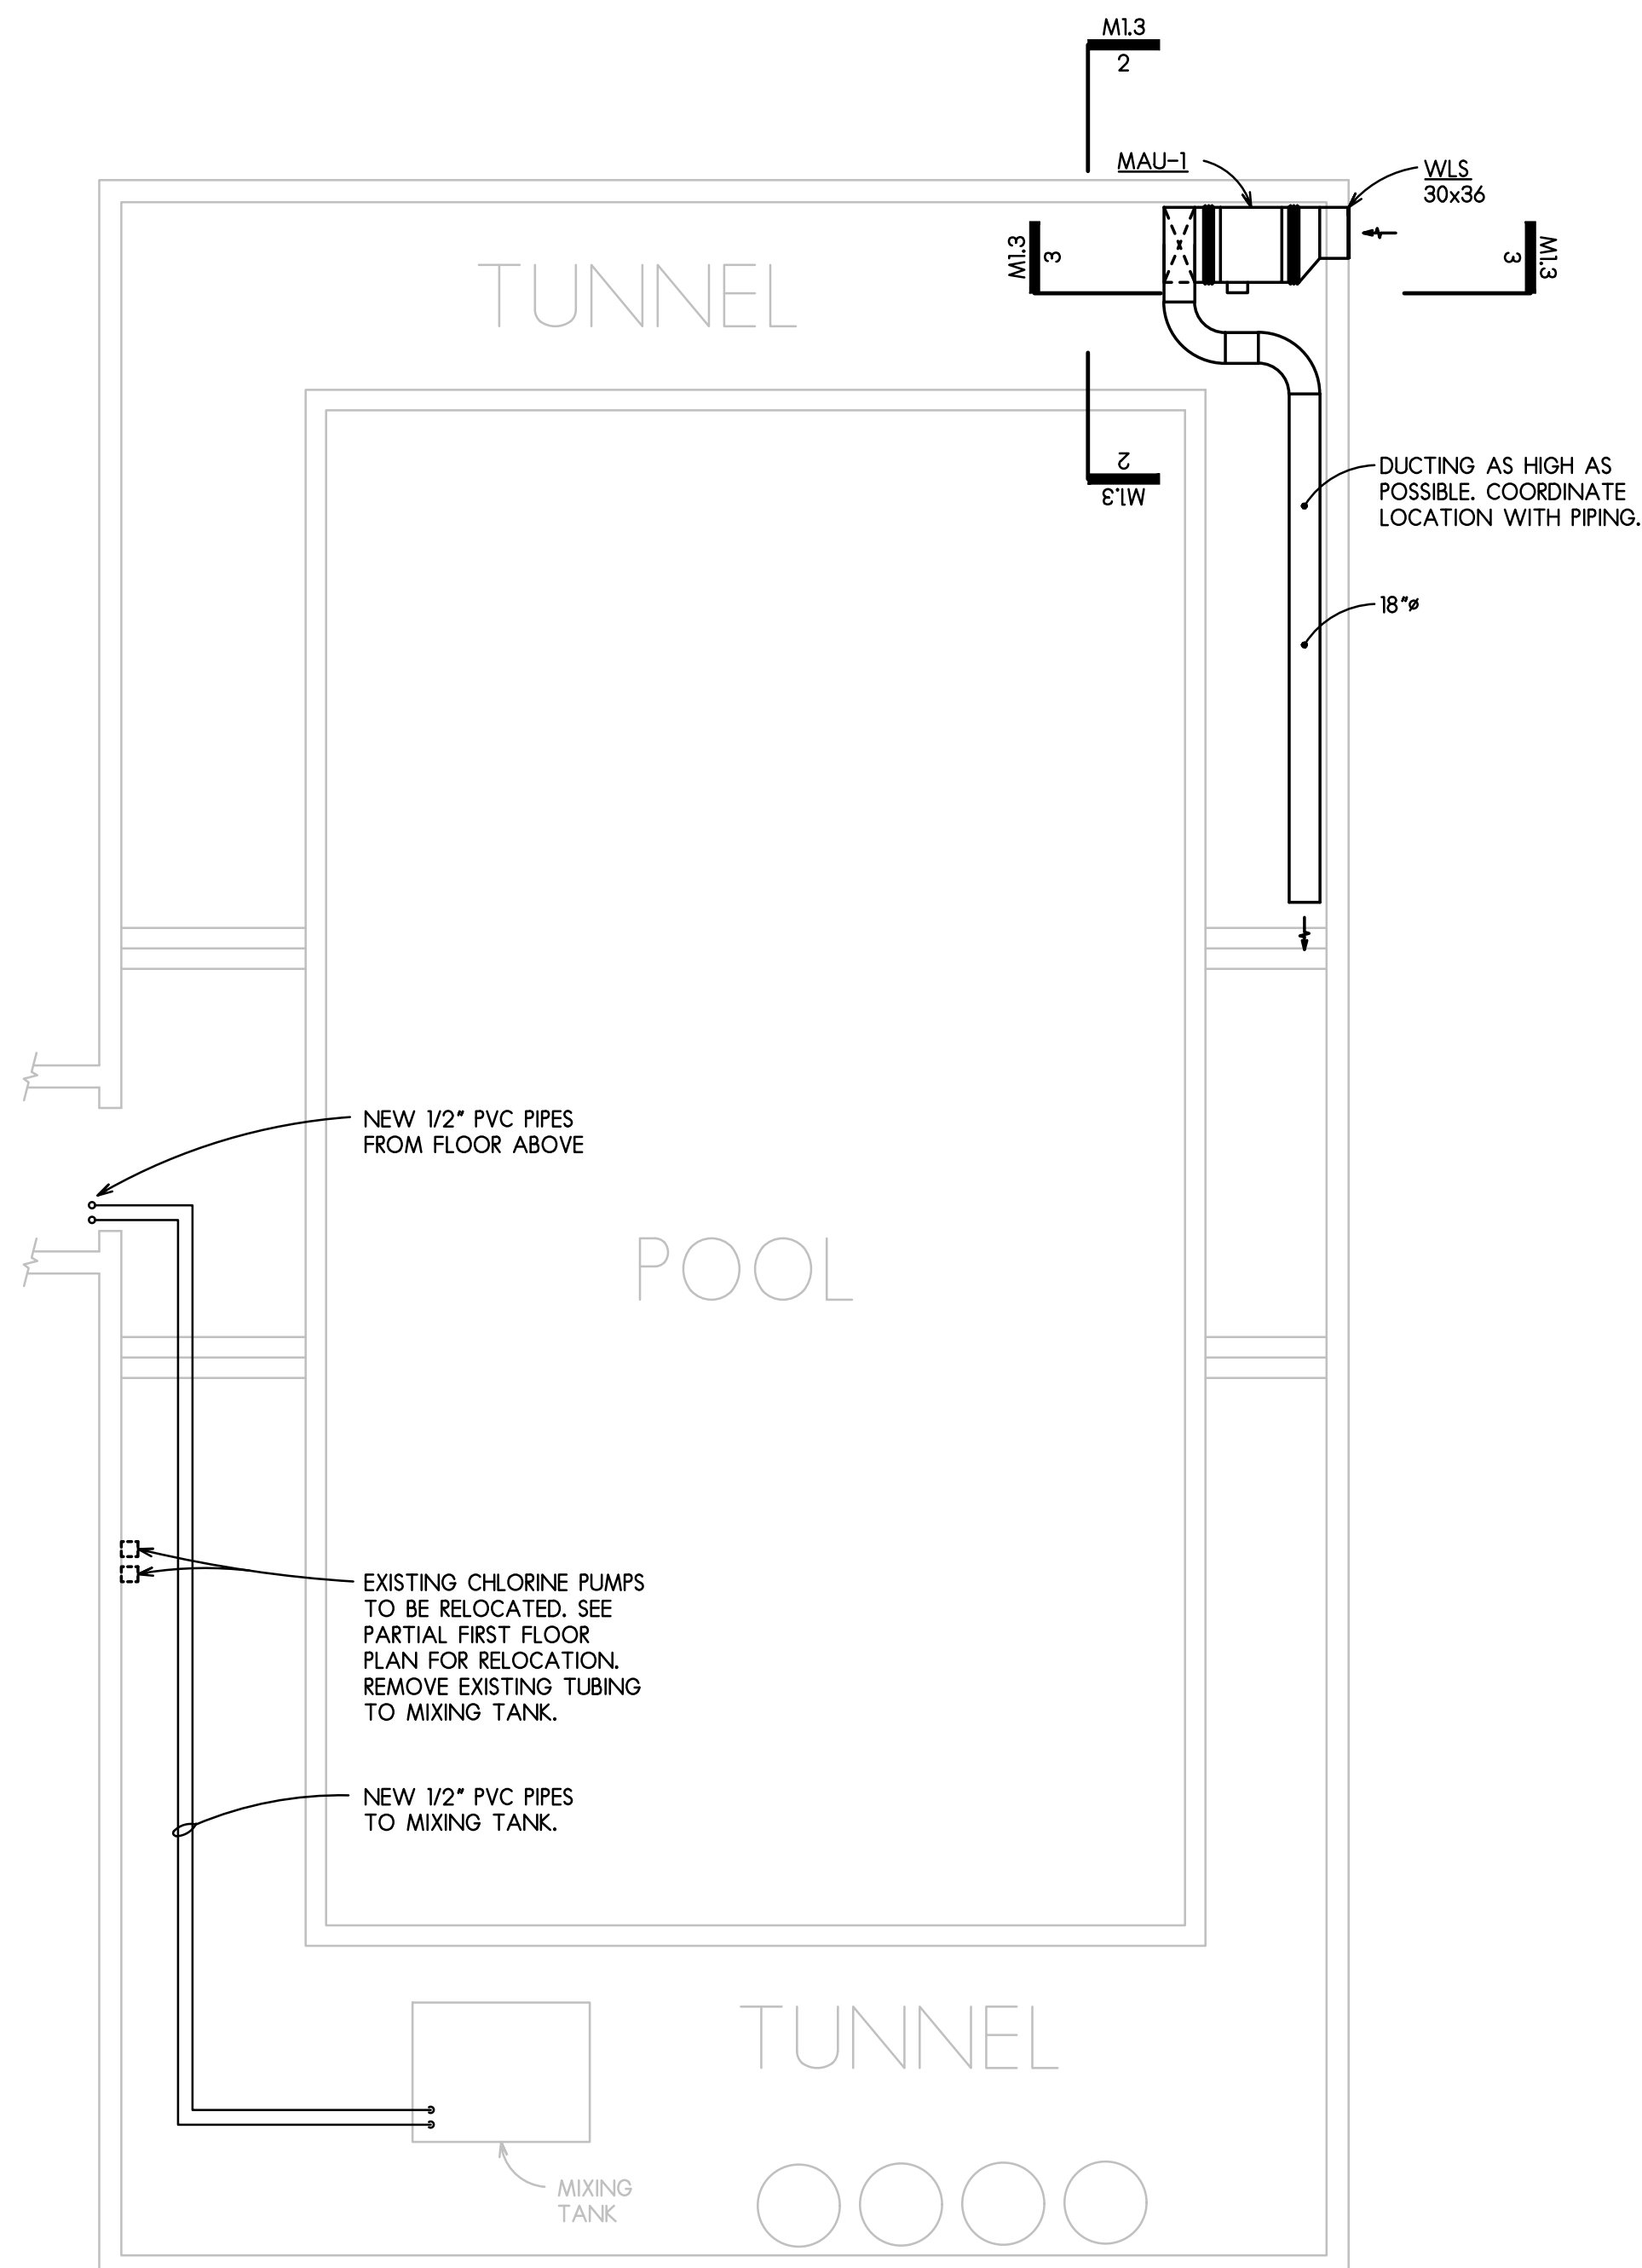 M1.3
2
MAU-1
WLS
30x36
M1.3
3
3
M1.3
TUNNEL
2
M1.3
DUCTING AS HIGH AS
POSSIBLE. COORDINATE
LOCATION WITH PIPING.
18"ø
NEW 1/2" PVC PIPES
FROM FLOOR ABOVE
POOL
EXISTING CHLORINE PUMPS
TO BE RELOCATED. SEE
PARTIAL FIRST FLOOR
PLAN FOR RELOCATION.
REMOVE EXISTING TUBING
TO MIXING TANK.
NEW 1/2" PVC PIPES
TO MIXING TANK.
TUNNEL
MIXING
TANK